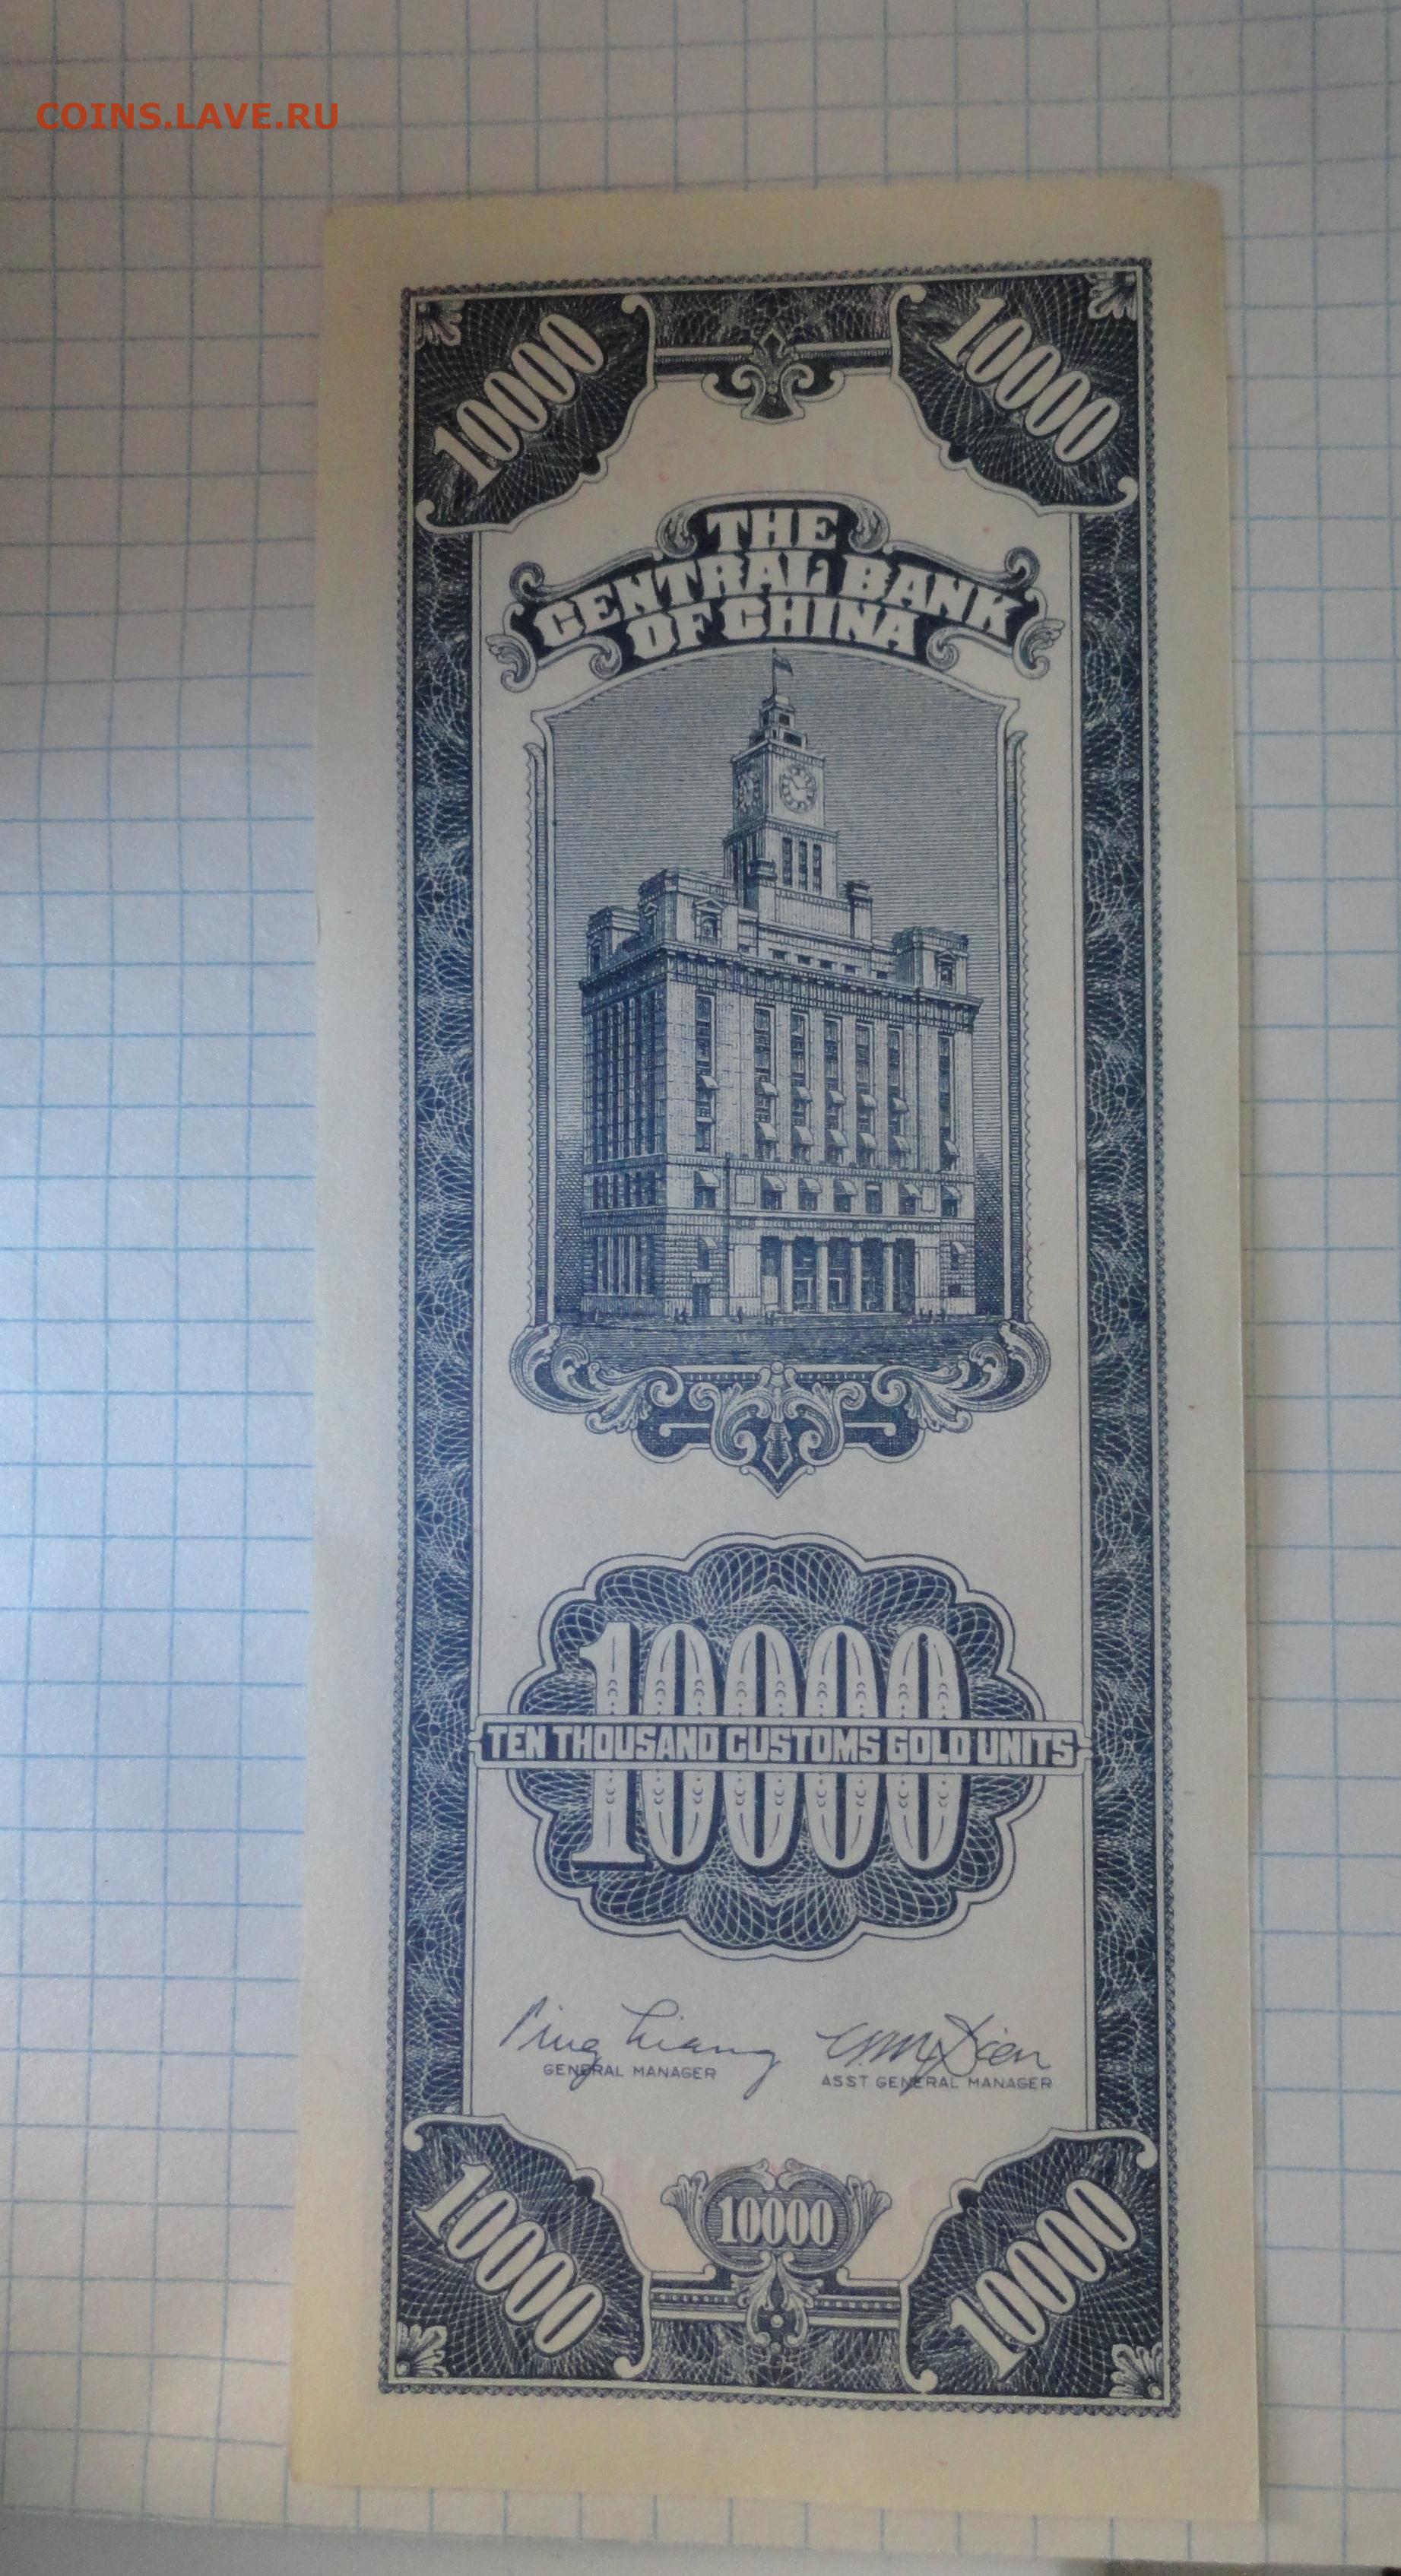 COINS.LAVE.RU
10000 10000
THE
CENTRAL BANK
OF CHINA
10000
TEN THOUSAND CUSTOMS GOLD UNITS
GENERAL MANAGER ASST GENERAL MANAGER
10000 10000 10000